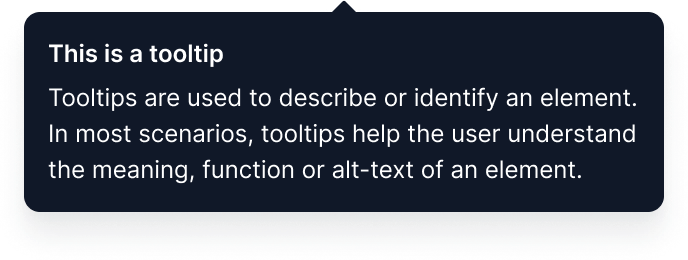 This is a tooltip
Tooltips are used to describe or identify an element.
In most scenarios, tooltips help the user understand
the meaning, function or alt-text of an element.